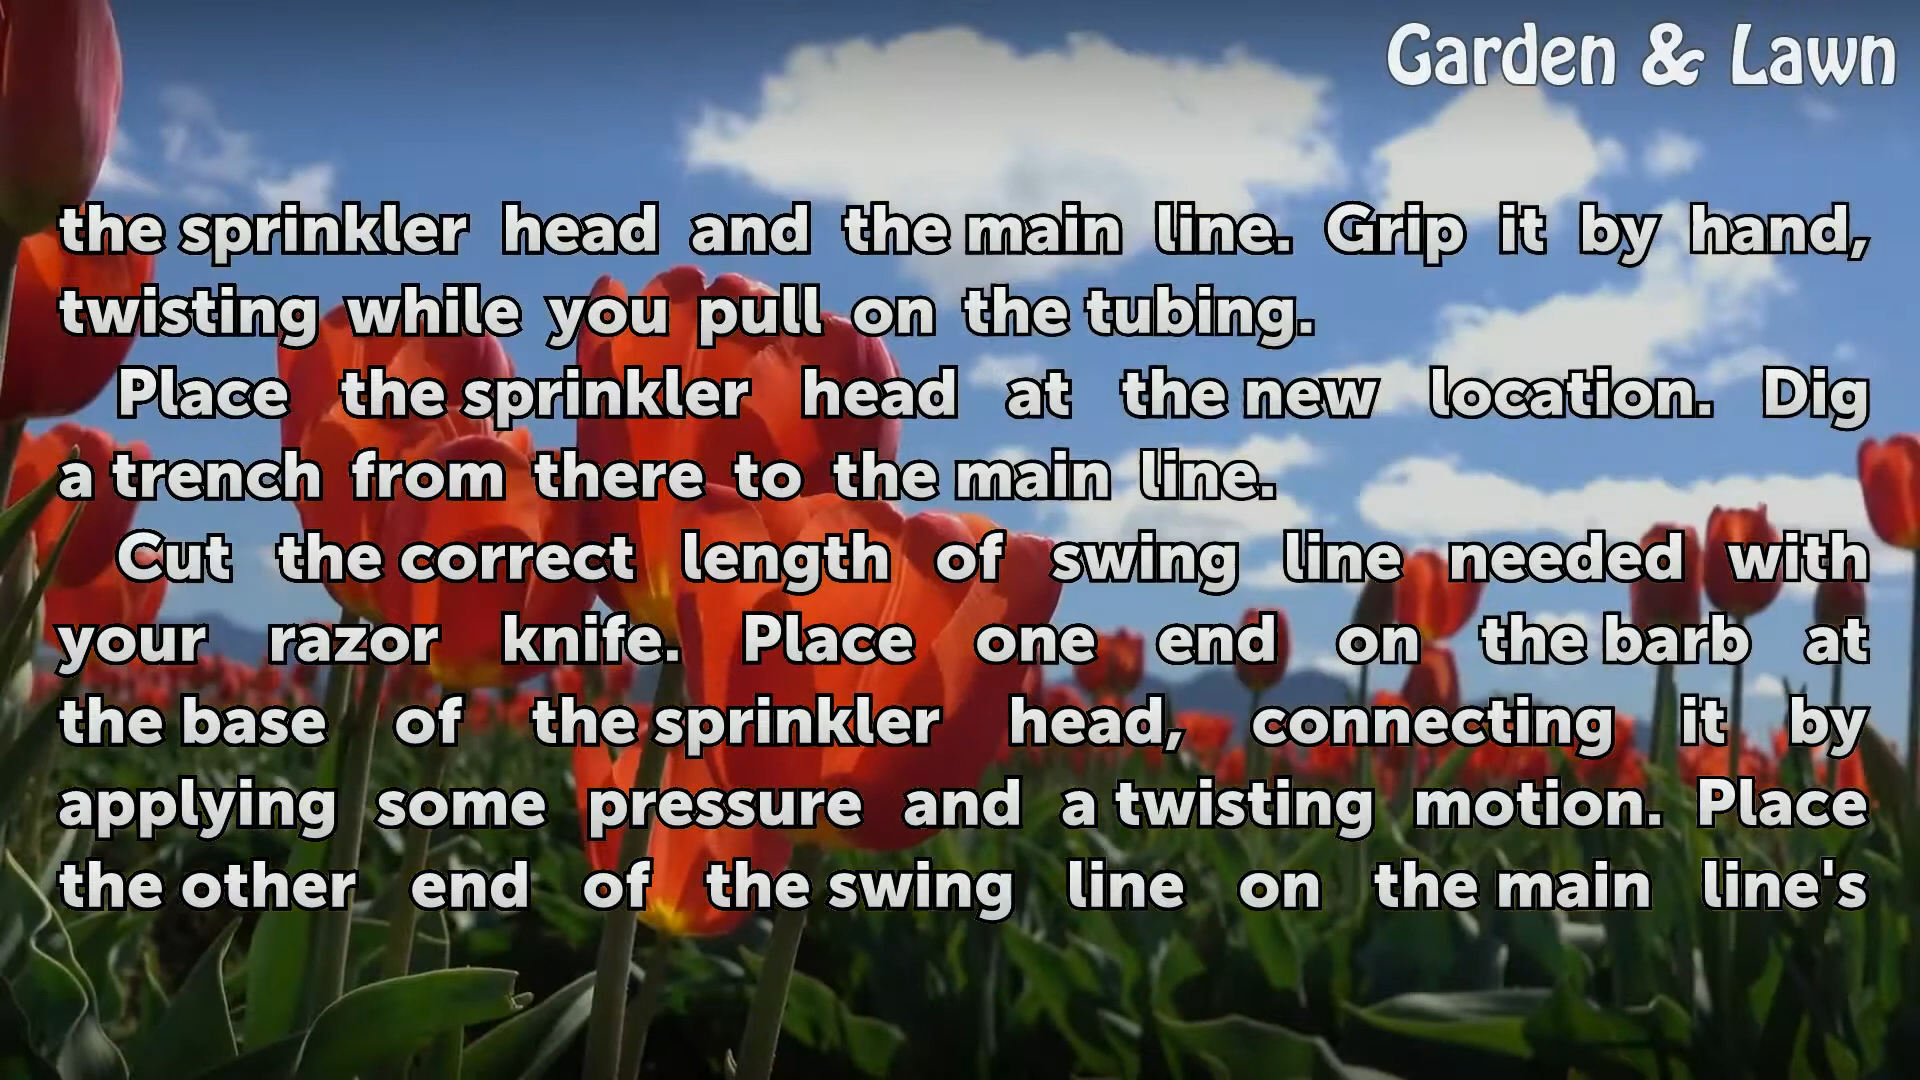 Garden & Lawn
the sprinkler head and the main line. Grip it by hand,
twisting while you pull on the tubing.
Place the sprinkler head at the new location. Dig
a trench from there to the main line.
Cut the correct length of swing line needed with
your razor knife. Place one end on the barb at
the base of the sprinkler head, connecting it by
applying some pressure and a twisting motion. Place
the other end of the swing line on the main line's